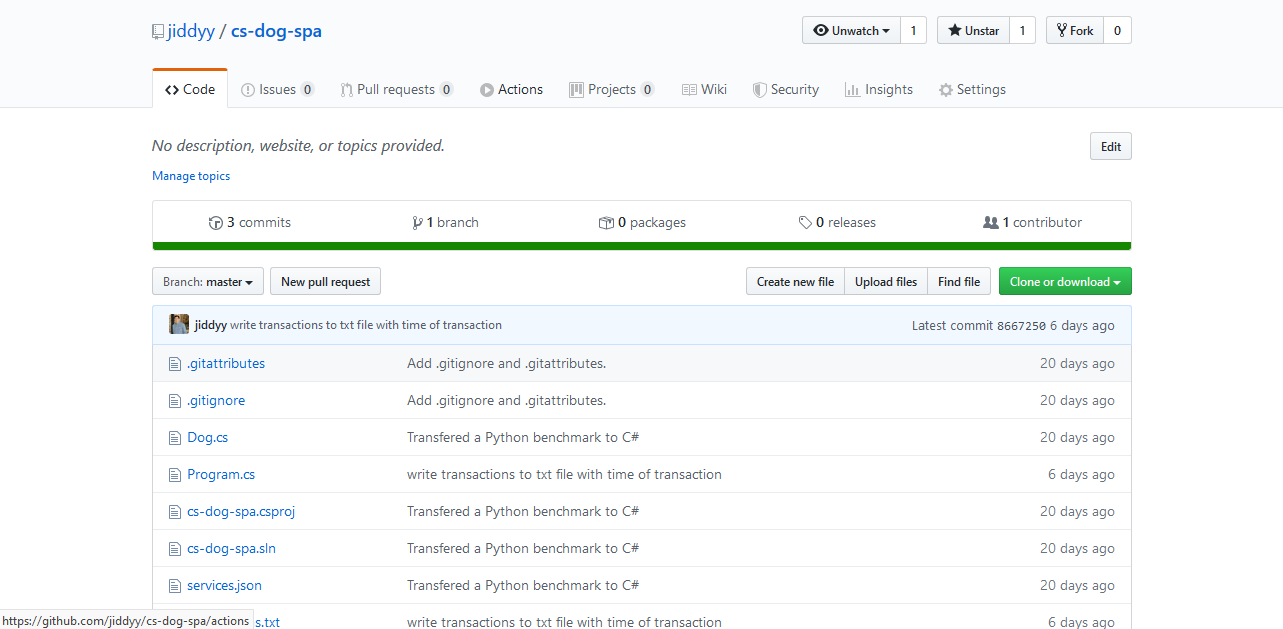 jiddyy / cs-dog-spa Unwatch 1 Unstar 1 Fork 0
Code Issues 0 Pull requests 0 Actions Projects 0 Wiki Security Insights Settings
No description, website, or topics provided. Edit
Manage topics
3 commits 1 branch 0 packages 0 releases 1 contributor
Branch: master New pull request Create new file Upload files Find file Clone or download
jiddyy write transactions to txt file with time of transaction Latest commit 8667250 6 days ago
.gitattributes Add .gitignore and .gitattributes. 20 days ago
.gitignore Add .gitignore and .gitattributes. 20 days ago
Dog.cs Transfered a Python benchmark to C# 20 days ago
Program.cs write transactions to txt file with time of transaction 6 days ago
cs-dog-spa.csproj Transfered a Python benchmark to C# 20 days ago
cs-dog-spa.sln Transfered a Python benchmark to C# 20 days ago
services.json Transfered a Python benchmark to C# 20 days ago
https://github.com/jiddyy/cs-dog-spa/actions s.txt write transactions to txt file with time of transaction 6 days ago